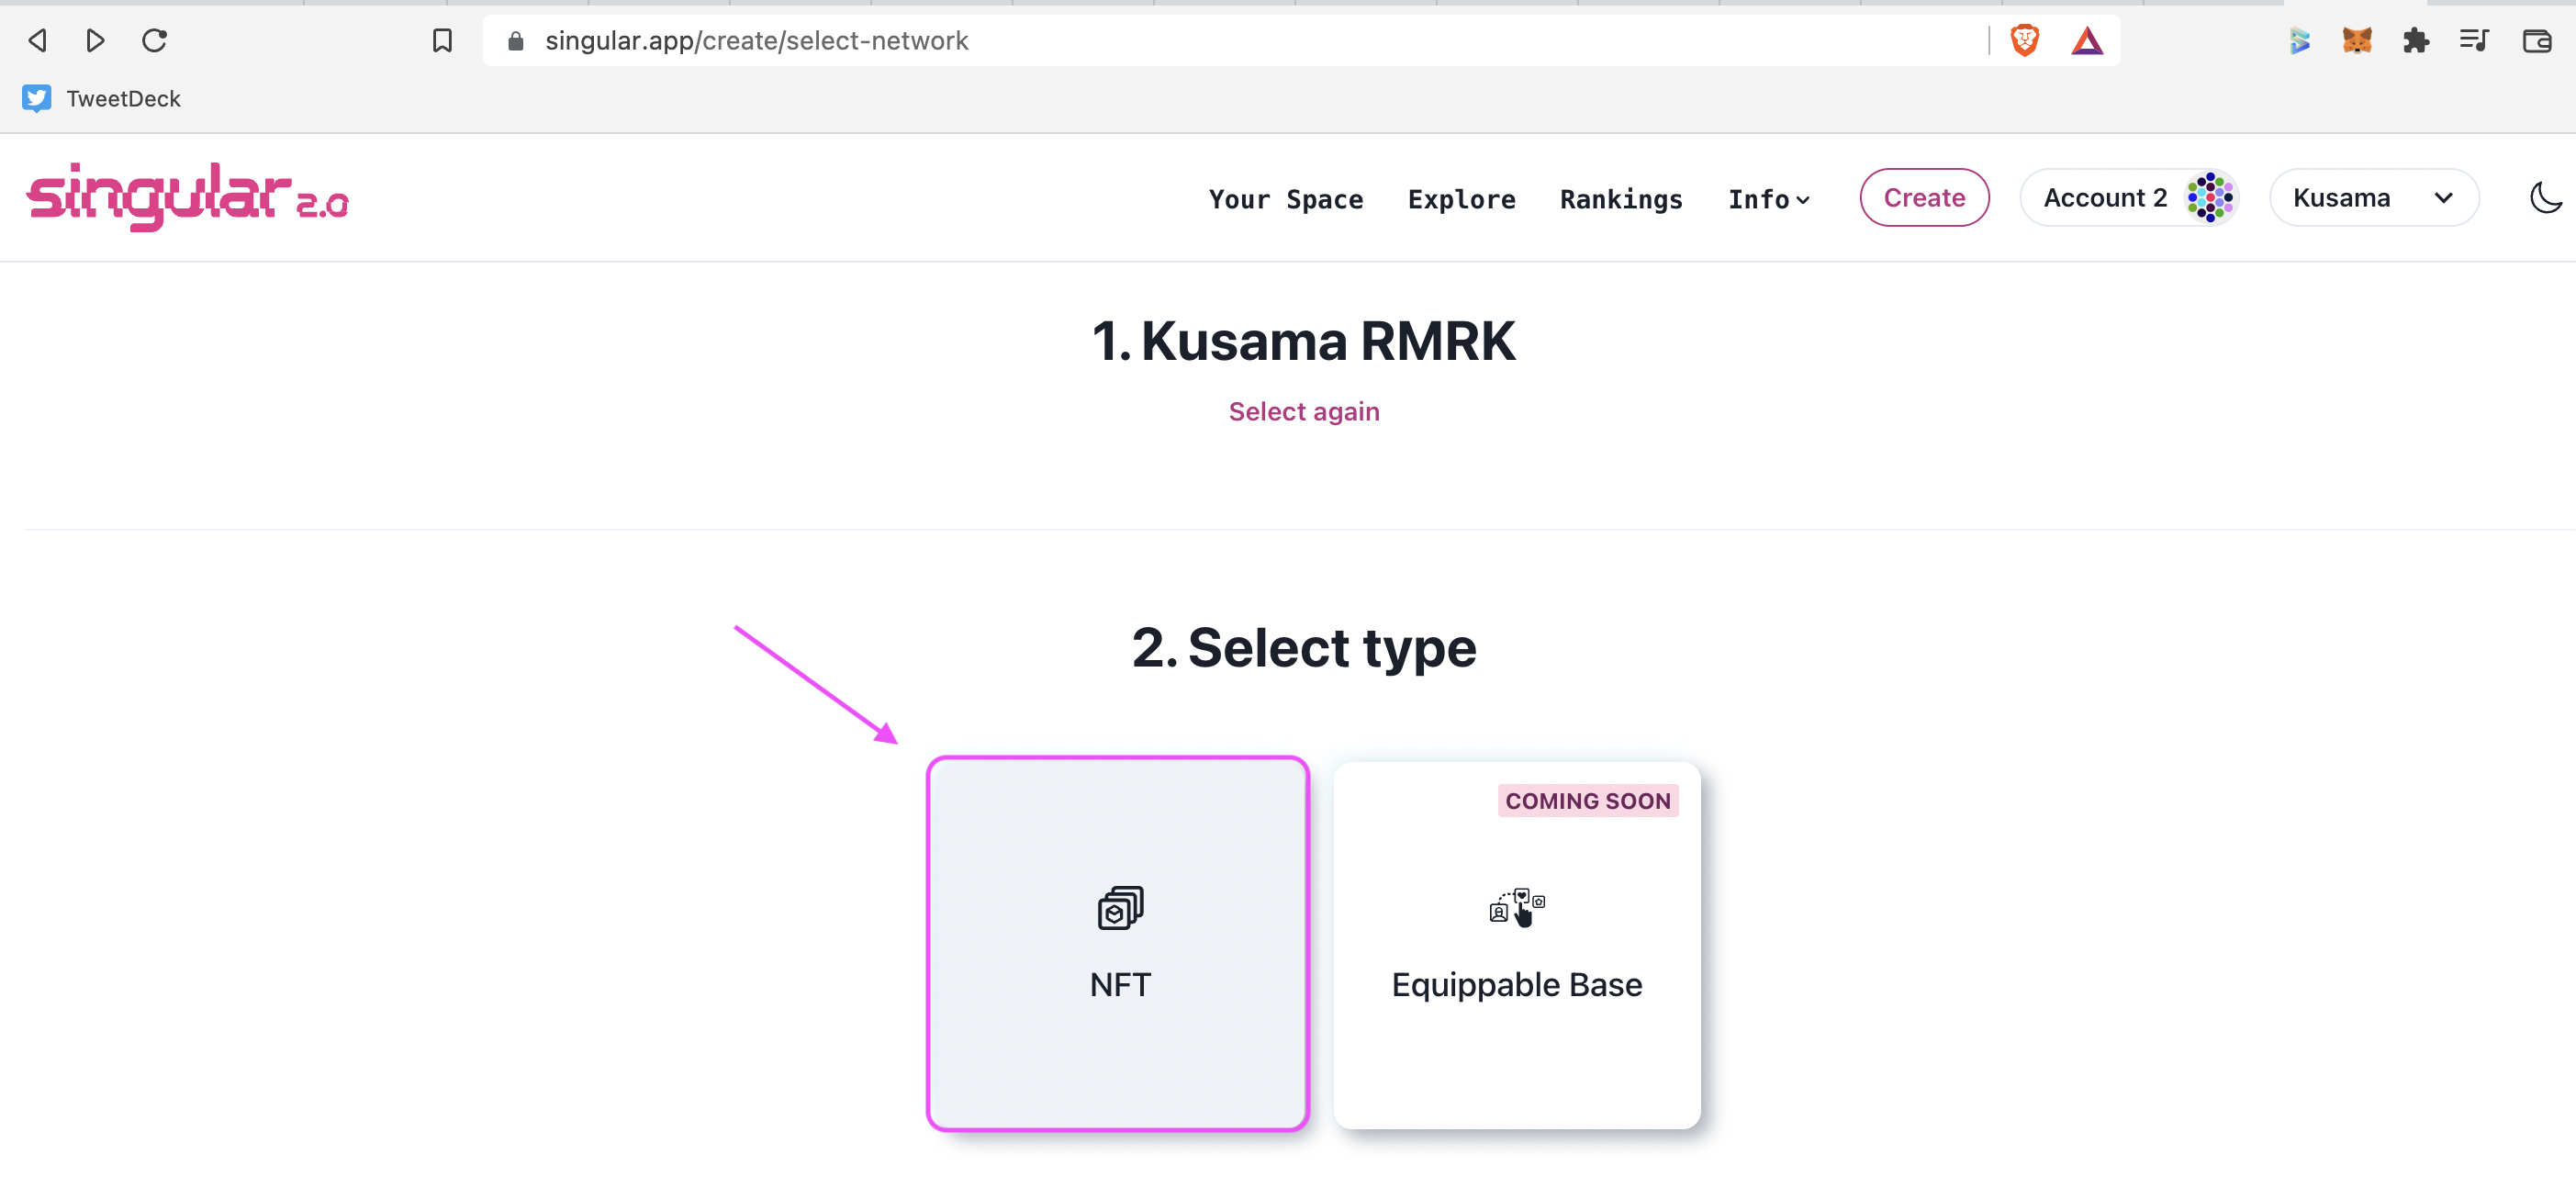 singular.app/create/select-network
TweetDeck
singular 2.0
Your Space Explore Rankings Info Create Account 2 Kusama
1. Kusama RMRK
Select again
2. Select type
COMING SOON
NFT
Equippable Base